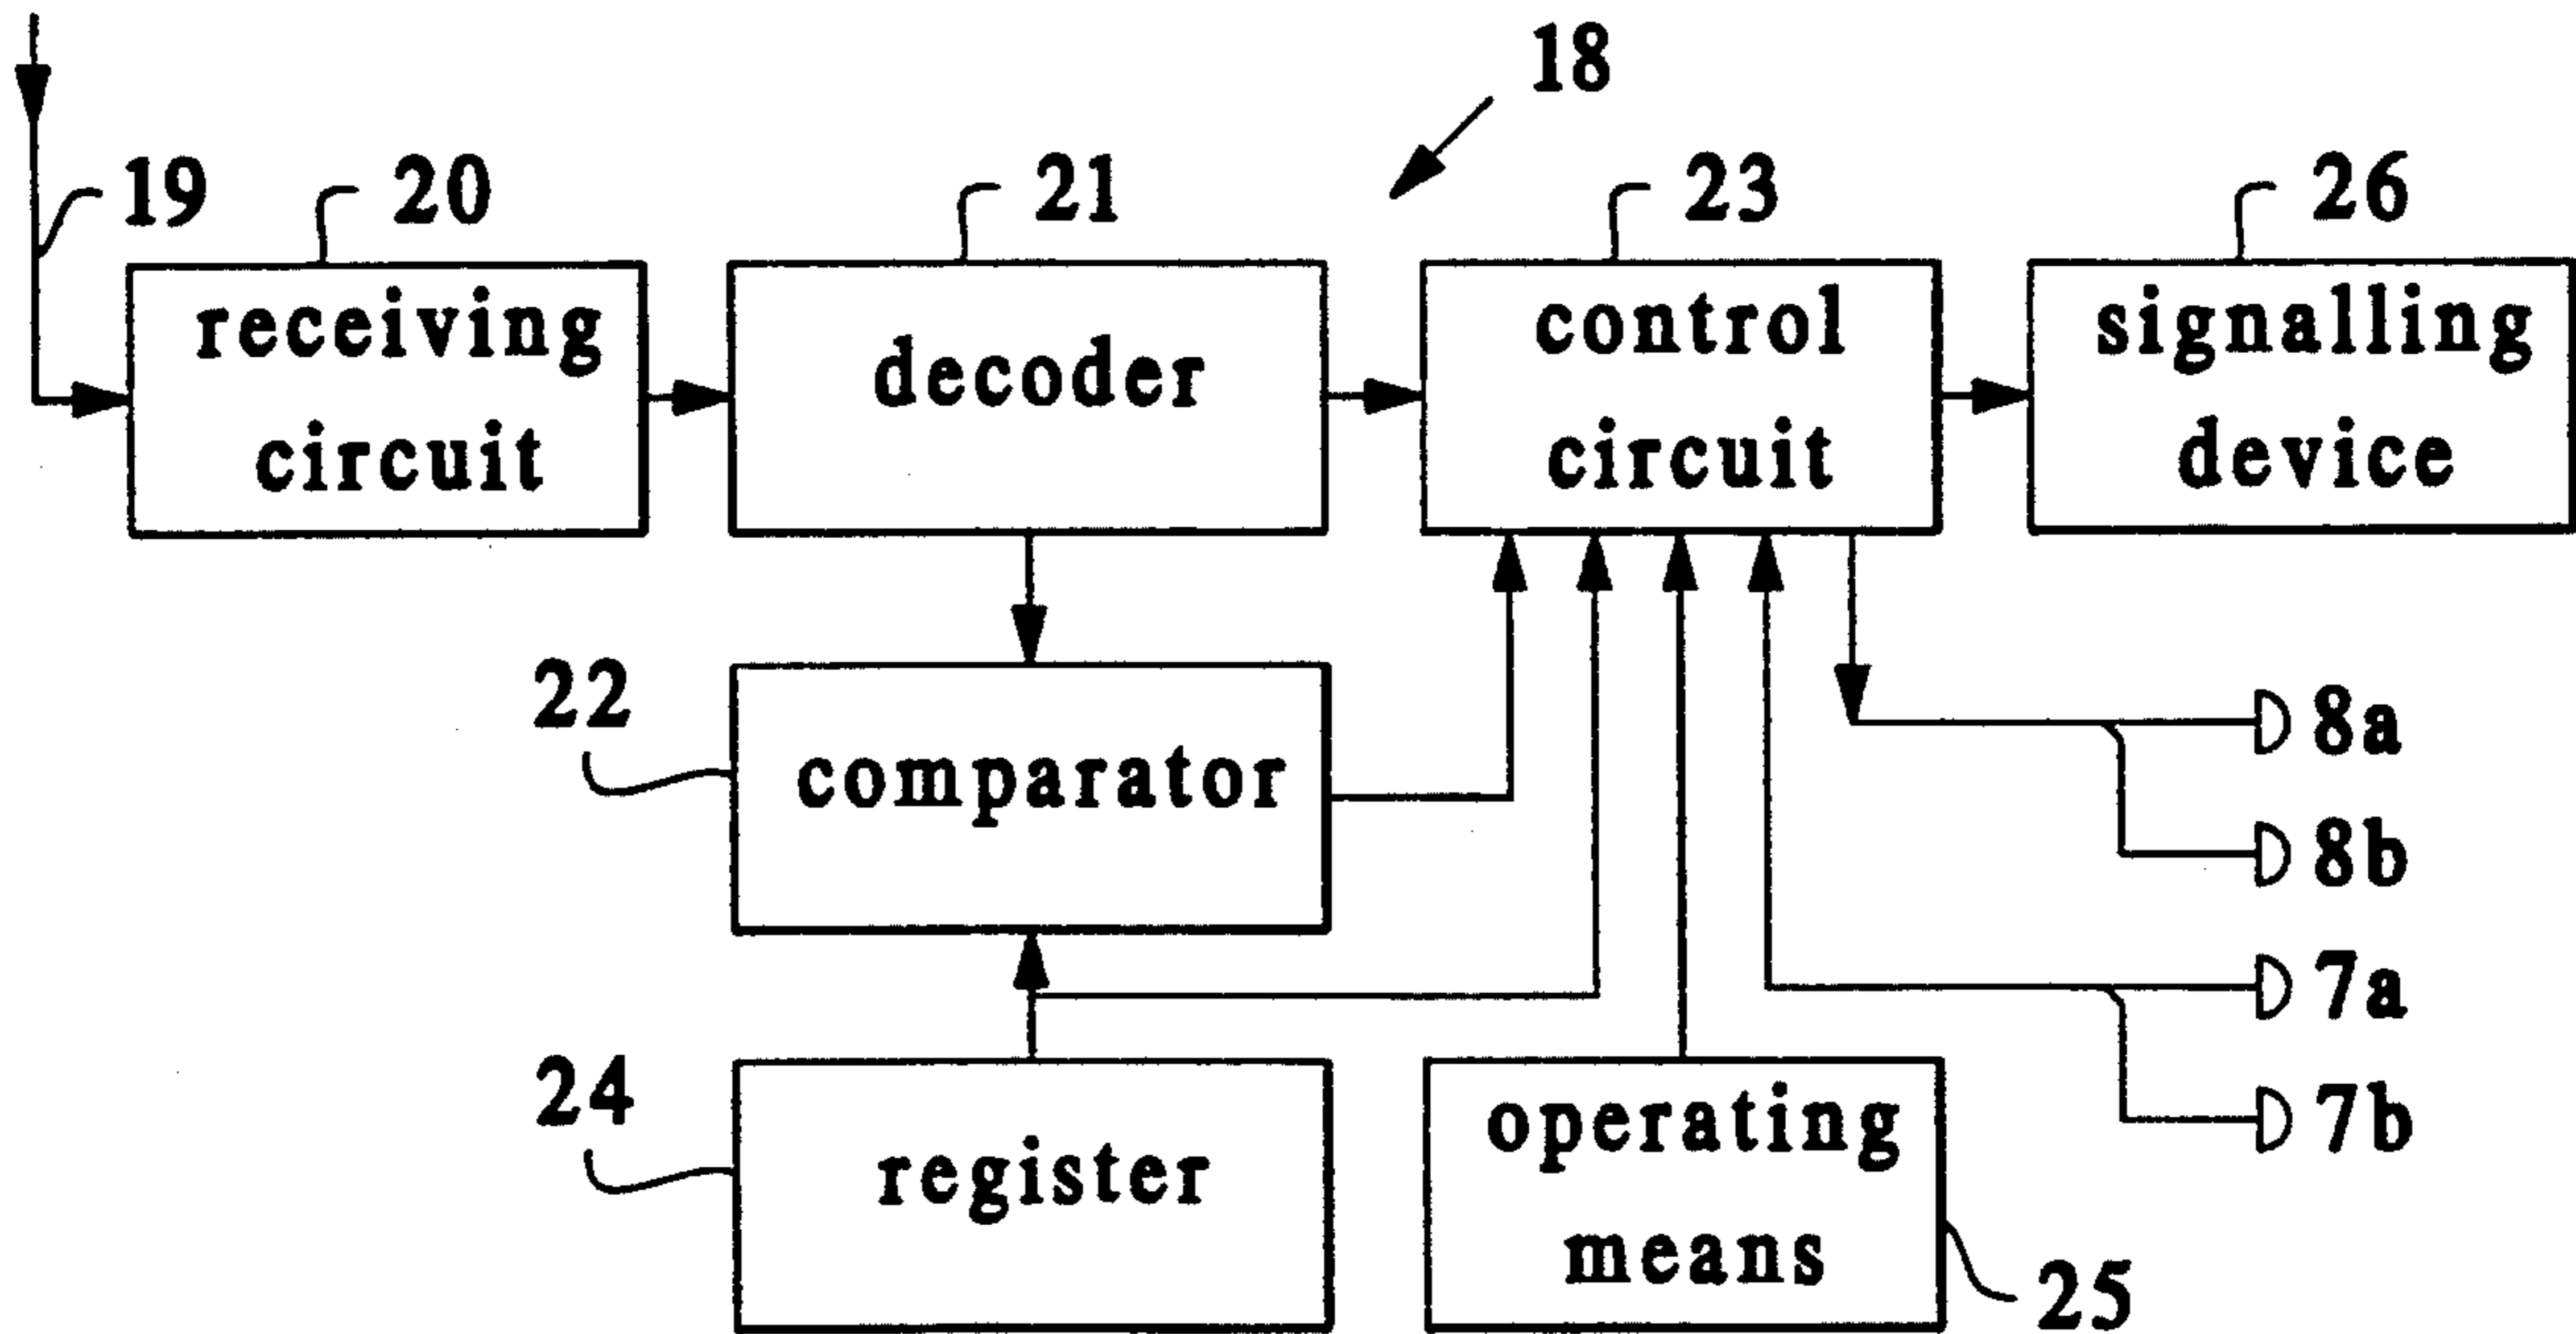 18
19
20
21
23
26
receiving
circuit
decoder
control
circuit
signalling
device
22
comparator
8a
8b
7a
7b
24
register
operating
means
25